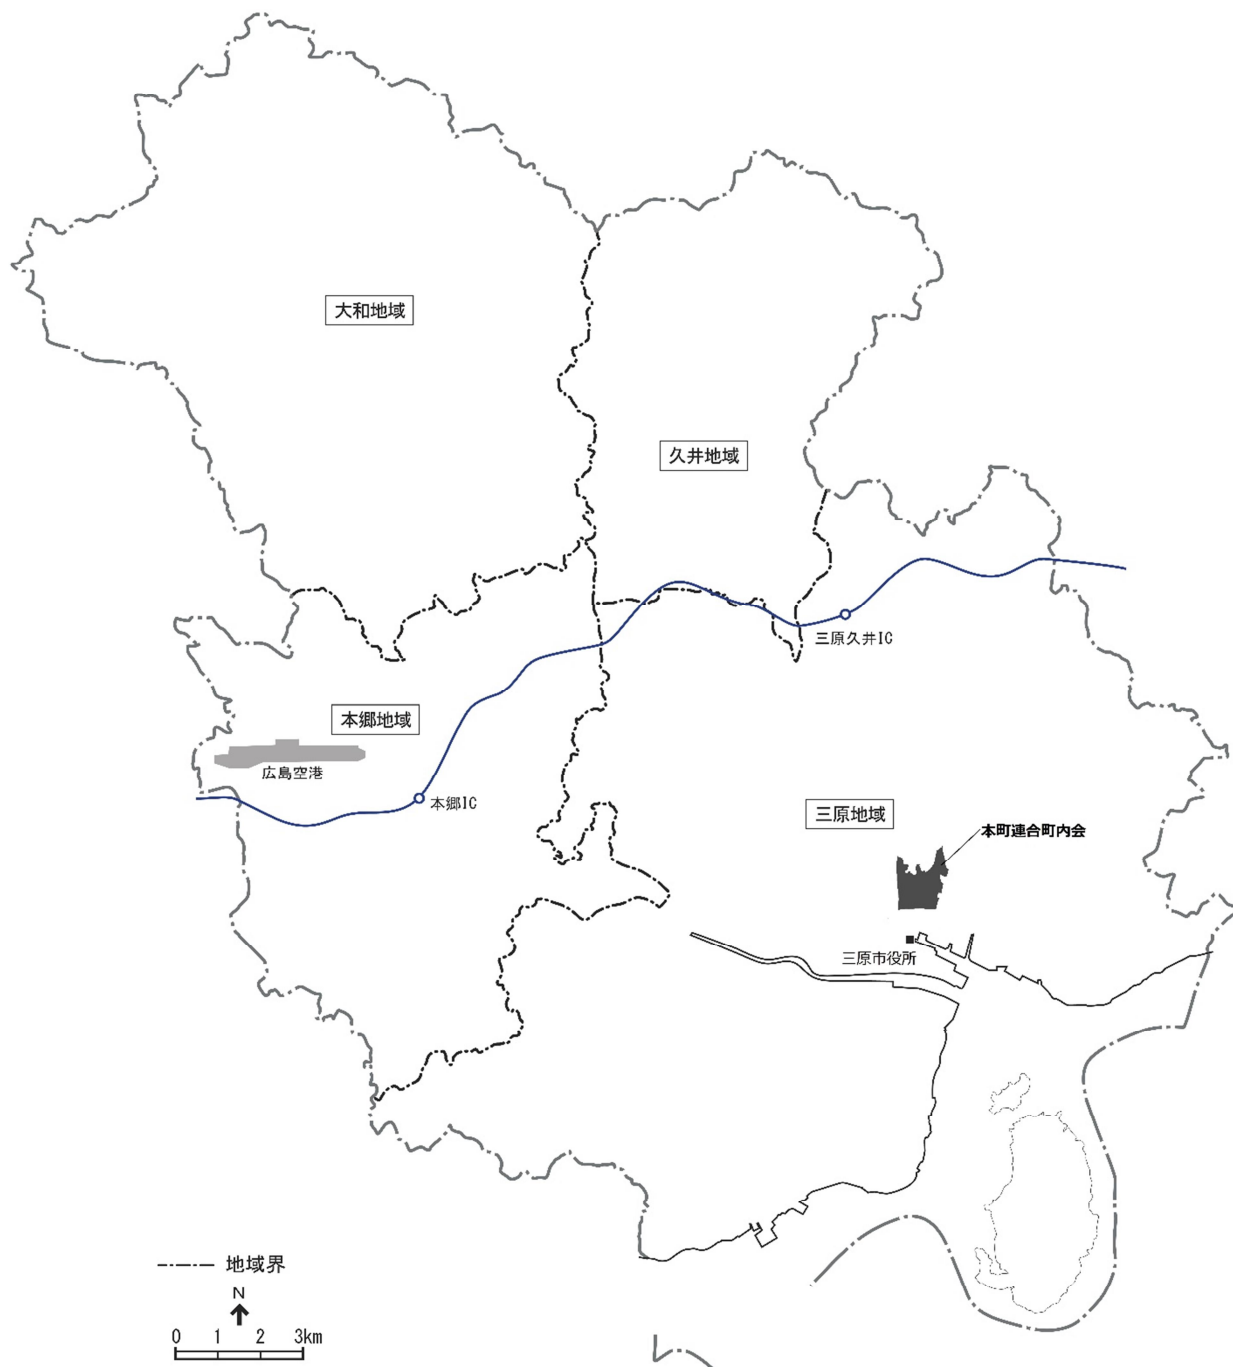 大和地域
久井地域
三原久井IC
本郷地域
広島空港
本郷IC
三原地域
本町連合町内会
三原市役所
地域界
N
0 1 2 3km